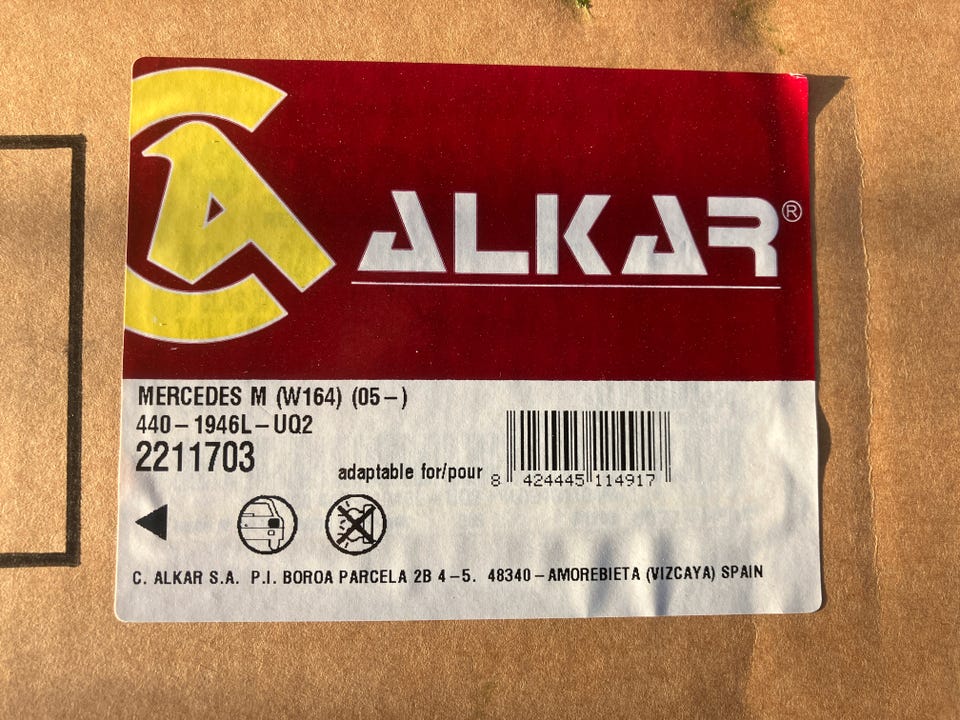 ALKAR®
MERCEDES M (W164) (05-)
440-1946L-UQ2
2211703
adaptable for/pour
8 424445 114917
C. ALKAR S.A. P.I. BOROA PARCELA 2B 4-5. 48340-AMOREBIETA (VIZCAYA) SPAIN